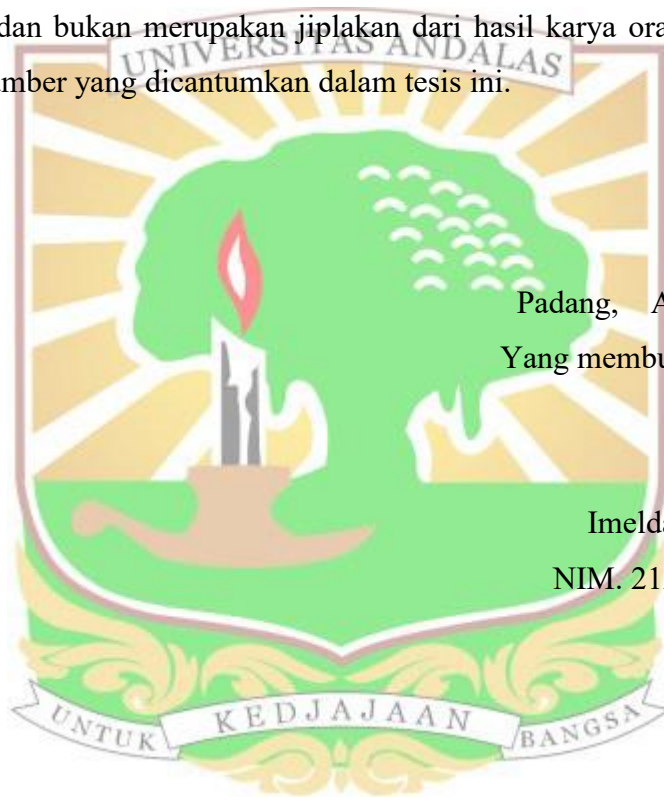 dan bukan merupakan jiplakan dari hasil karya ora
UNIVERSITAS ANDALAS
mber yang dicantumkan dalam tesis ini.
Padang, A
Yang membu
Imelda
NIM. 21
UNTUK KEDJAJAAN BANGSA